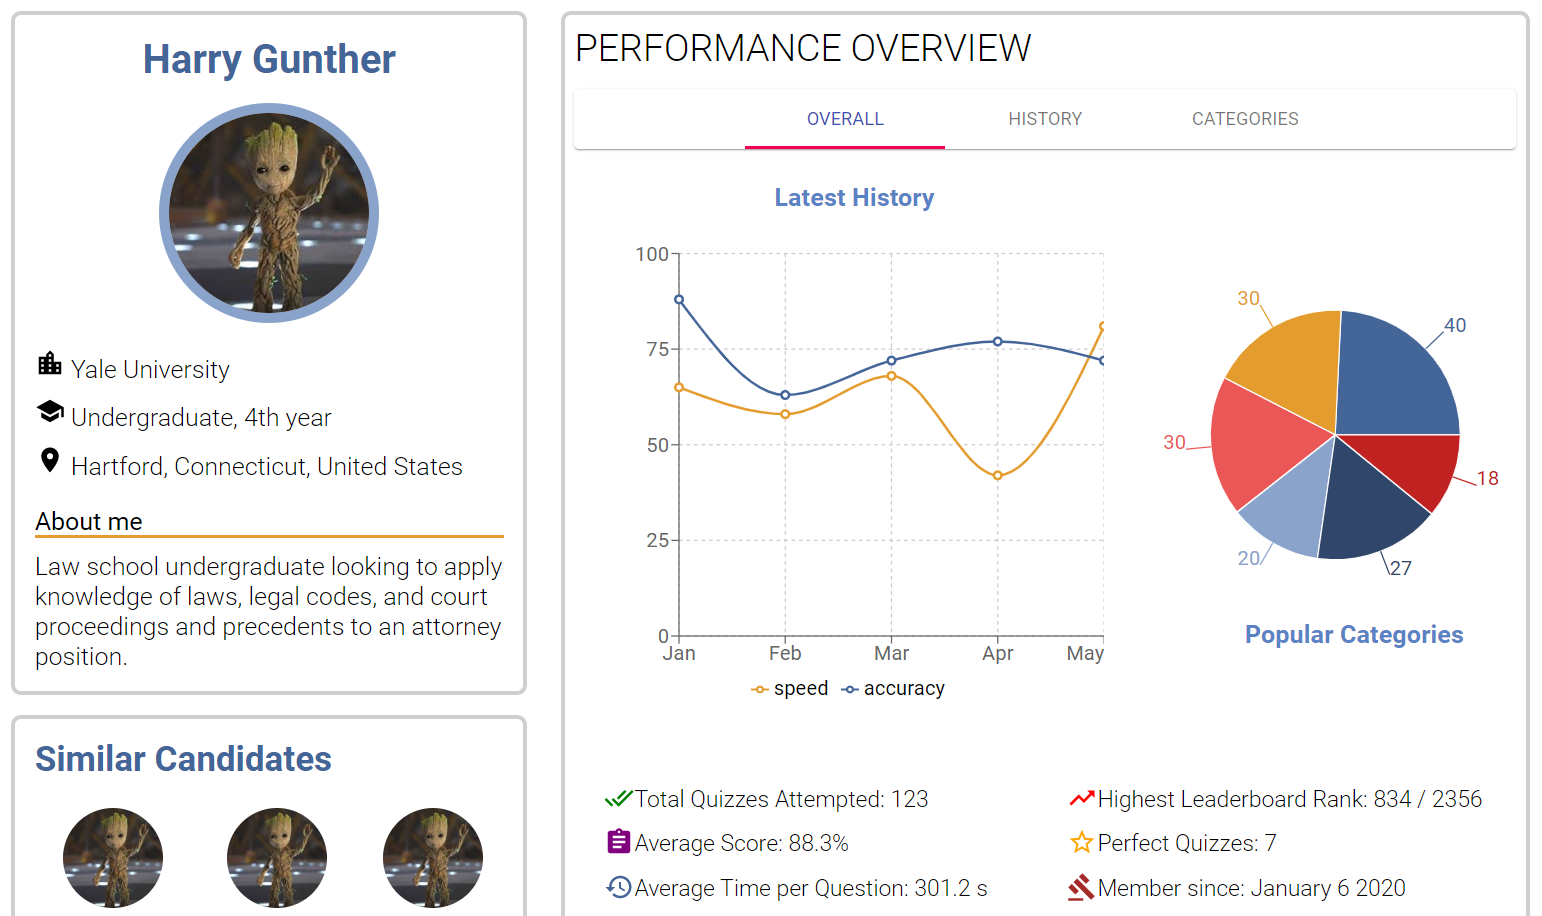 Harry Gunther
Yale University
Undergraduate, 4th year
Hartford, Connecticut, United States
About me
Law school undergraduate looking to apply
knowledge of laws, legal codes, and court
proceedings and precedents to an attorney
position.
Similar Candidates
PERFORMANCE OVERVIEW
OVERALL HISTORY CATEGORIES
Latest History
100
75
50
25
0
Jan Feb Mar Apr May
speed accuracy
30
40
30
18
20
27
Popular Categories
Total Quizzes Attempted: 123
Highest Leaderboard Rank: 834 / 2356
Average Score: 88.3%
Perfect Quizzes: 7
Average Time per Question: 301.2 s
Member since: January 6 2020